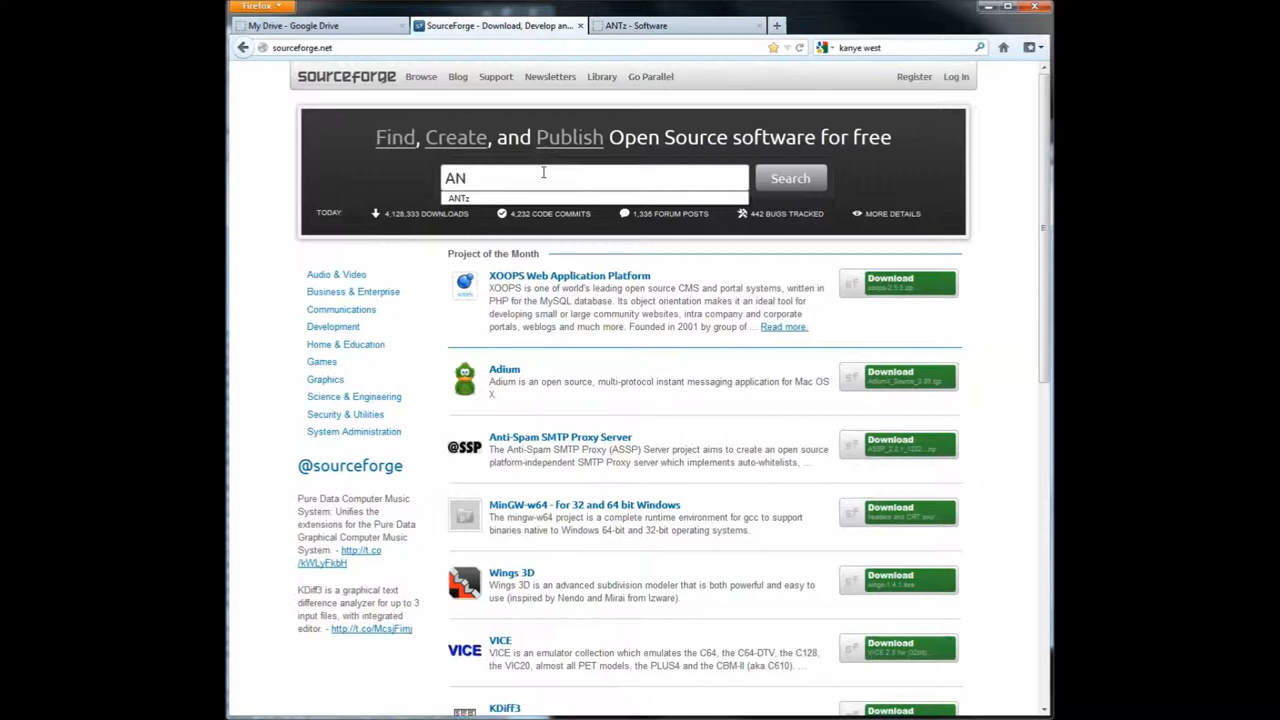 Firefox
My Drive - Google Drive
SourceForge - Download, Develop an...
ANTz - Software
sourceforge.net
kanye west
sourceforge
Browse
Blog
Support
Newsletters
Library
Go Parallel
Register
Log In
Find, Create, and Publish Open Source software for free
AN
Search
ANTz
TODAY:
4,128,333 DOWNLOADS
4,232 CODE COMMITS
1,335 FORUM POSTS
442 BUGS TRACKED
MORE DETAILS
Audio & Video
Business & Enterprise
Communications
Development
Home & Education
Games
Graphics
Science & Engineering
Security & Utilities
System Administration
@sourceforge
Pure Data Computer Music
System: Unifies the
extensions for the Pure Data
Graphical Computer Music
System. - http://t.co
/kWLyFkbH
KDiff3 is a graphical text
difference analyzer for up to 3
input files, with integrated
editor. - http://t.co/McsjFimj
Project of the Month
XOOPS Web Application Platform
XOOPS is one of world's leading open source CMS and portal systems, written in
PHP for the MySQL database. Its object orientation makes it an ideal tool for
developing small or large community websites, intra company and corporate
portals, weblogs and much more. Founded in 2001 by group of ... Read more.
Download
Adium
Adium is an open source, multi-protocol instant messaging application for Mac OS
X.
Download
@SSP
Anti-Spam SMTP Proxy Server
The Anti-Spam SMTP Proxy (ASSP) Server project aims to create an open source
platform-independent SMTP Proxy server which implements auto-whitelists, ...
Download
MinGW-w64 - for 32 and 64 bit Windows
The mingw-w64 project is a complete runtime environment for gcc to support
binaries native to Windows 64-bit and 32-bit operating systems.
Download
Wings 3D
Wings 3D is an advanced subdivision modeler that is both powerful and easy to
use (inspired by Nendo and Mirai from Izware).
Download
VICE
VICE
VICE is an emulator collection which emulates the C64, the C64-DTV, the C128,
the VIC20, almost all PET models, the PLUS4 and the CBM-II (aka C610). ...
Download
KDiff3
Download